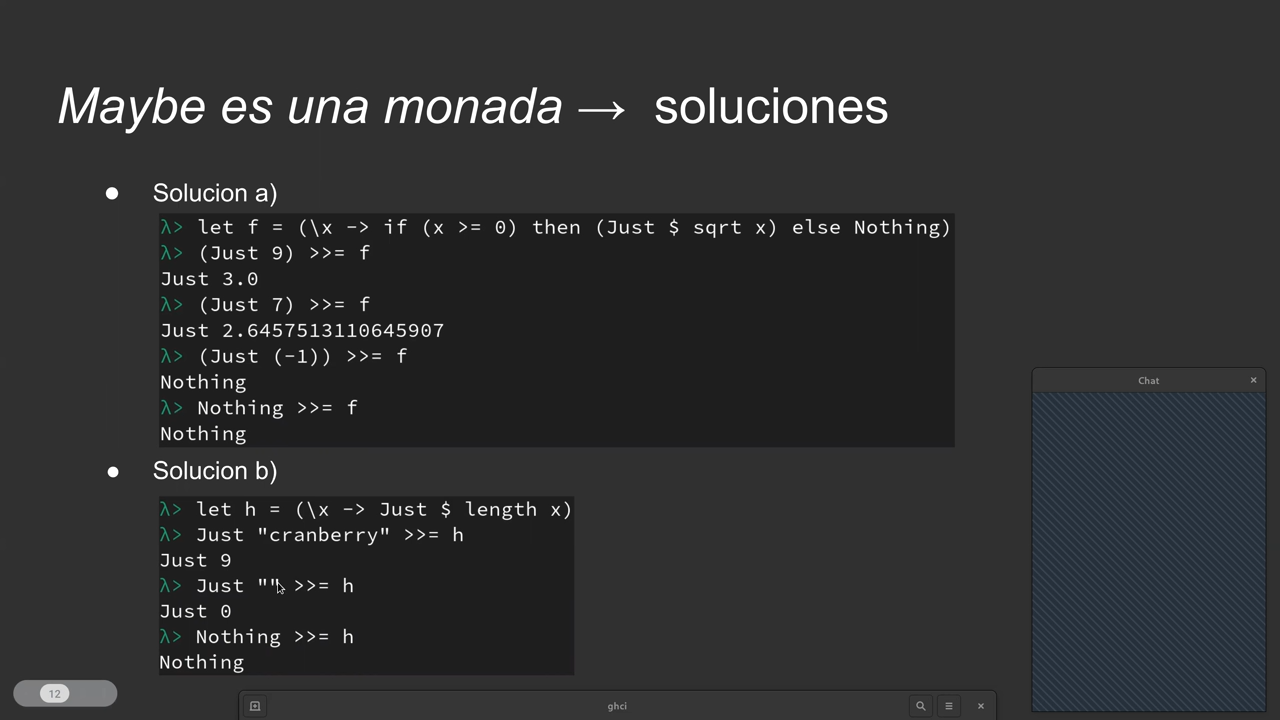 Maybe es una monada → soluciones
● Solucion a)
λ> let f = (\x -> if (x >= 0) then (Just $ sqrt x) else Nothing)
λ> (Just 9) >>= f
Just 3.0
λ> (Just 7) >>= f
Just 2.6457513110645907
λ> (Just (-1)) >>= f
Nothing
λ> Nothing >>= f
Nothing
● Solucion b)
λ> let h = (\x -> Just $ length x)
λ> Just "cranberry" >>= h
Just 9
λ> Just "" >>= h
Just 0
λ> Nothing >>= h
Nothing
Chat
12
ghci